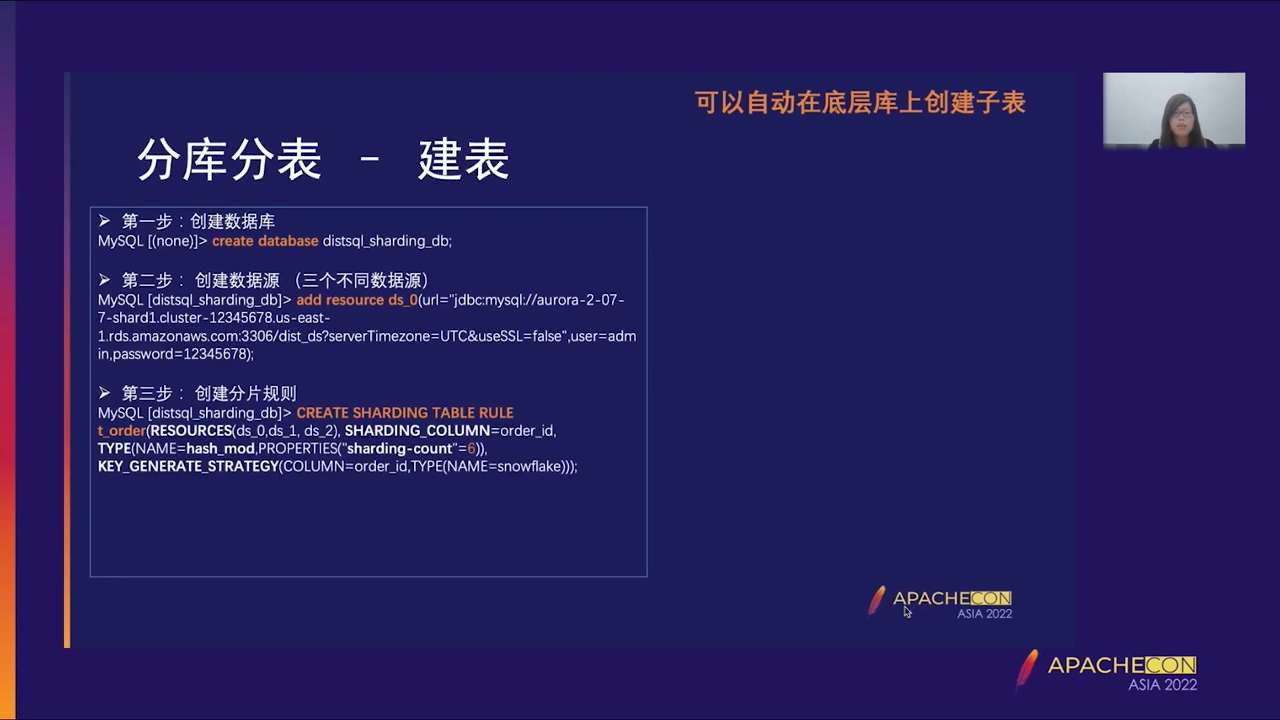 可以自动在底层库上创建子表
分库分表 - 建表
➢ 第一步：创建数据库
MySQL [(none)]> create database distsql_sharding_db;
➢ 第二步： 创建数据源 （三个不同数据源）
MySQL [distsql_sharding_db]> add resource ds_0(url="jdbc:mysql://aurora-2-07-
7-shard1.cluster-12345678.us-east-
1.rds.amazonaws.com:3306/dist_ds?serverTimezone=UTC&useSSL=false",user=adm
in,password=12345678);
➢ 第三步： 创建分片规则
MySQL [distsql_sharding_db]> CREATE SHARDING TABLE RULE
t_order(RESOURCES(ds_0,ds_1, ds_2), SHARDING_COLUMN=order_id,
TYPE(NAME=hash_mod,PROPERTIES("sharding-count"=6)),
KEY_GENERATE_STRATEGY(COLUMN=order_id,TYPE(NAME=snowflake)));
APACHECON
ASIA 2022
APACHECON
ASIA 2022